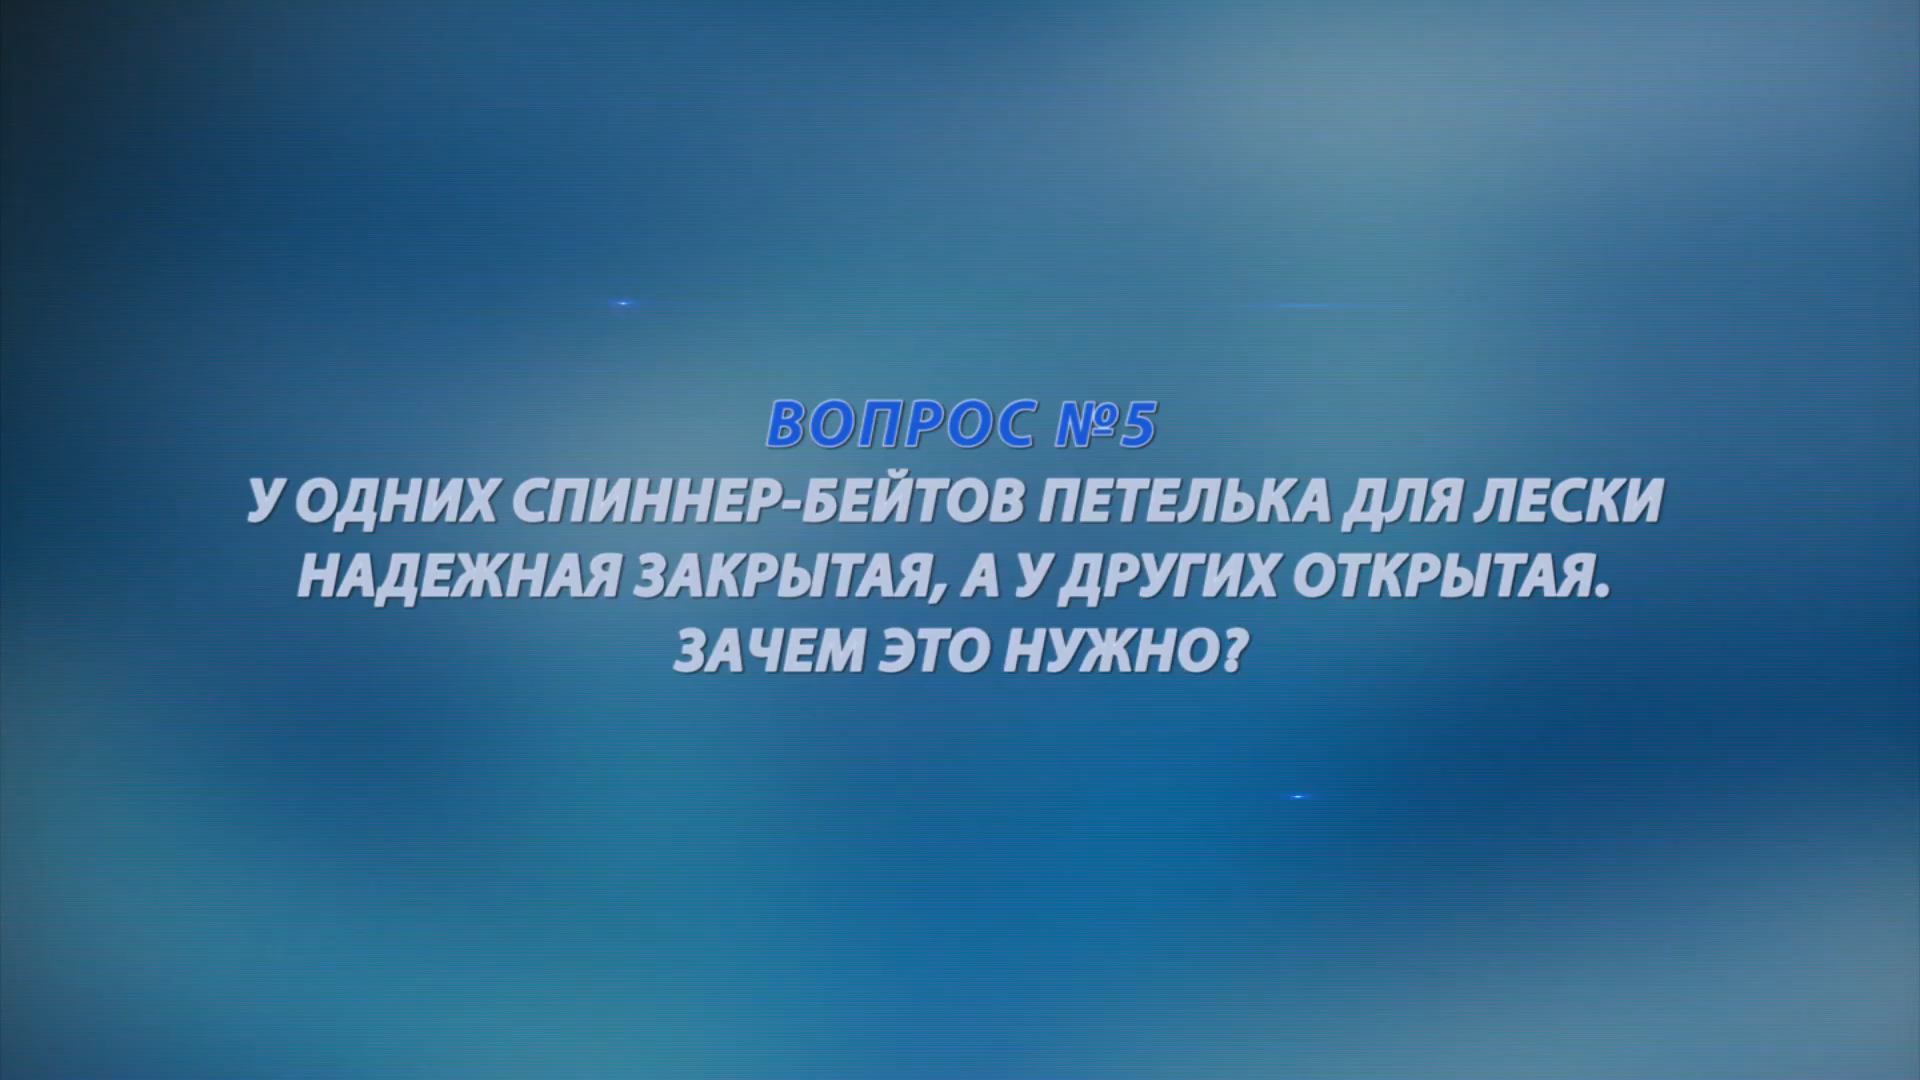 ВОПРОС №5
У ОДНИХ СПИННЕР-БЕЙТОВ ПЕТЕЛЬКА ДЛЯ ЛЕСКИ
НАДЕЖНАЯ ЗАКРЫТАЯ, А У ДРУГИХ ОТКРЫТАЯ.
ЗАЧЕМ ЭТО НУЖНО?